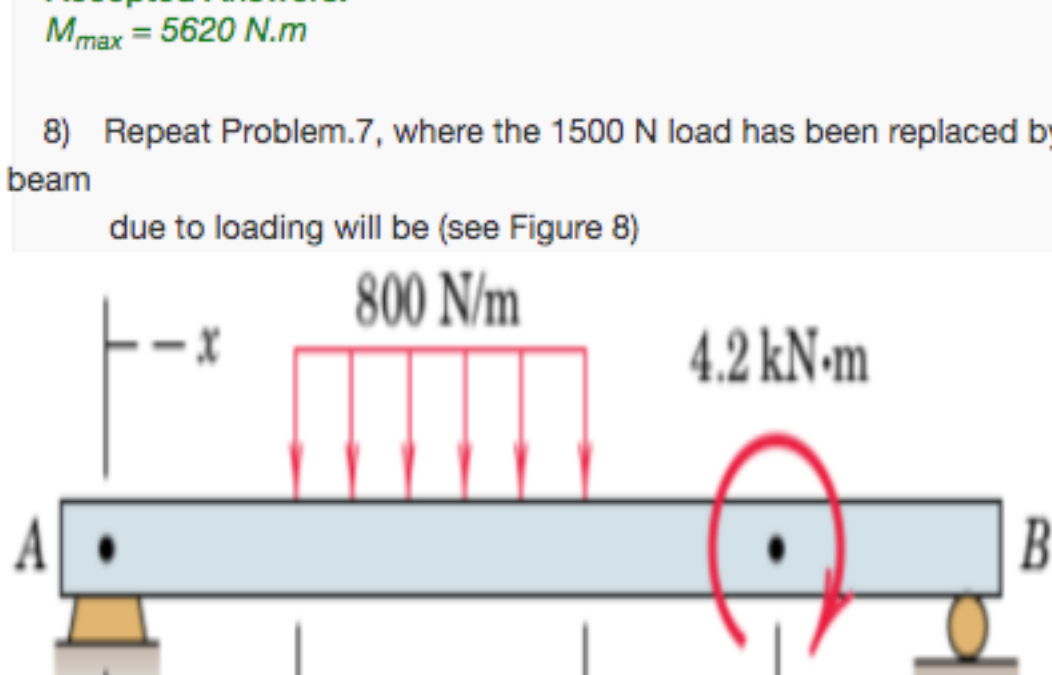 M_max = 5620 N.m
8) Repeat Problem.7, where the 1500 N load has been replaced by
beam
due to loading will be (see Figure 8)
800 N/m
x
4.2 kN·m
A
B